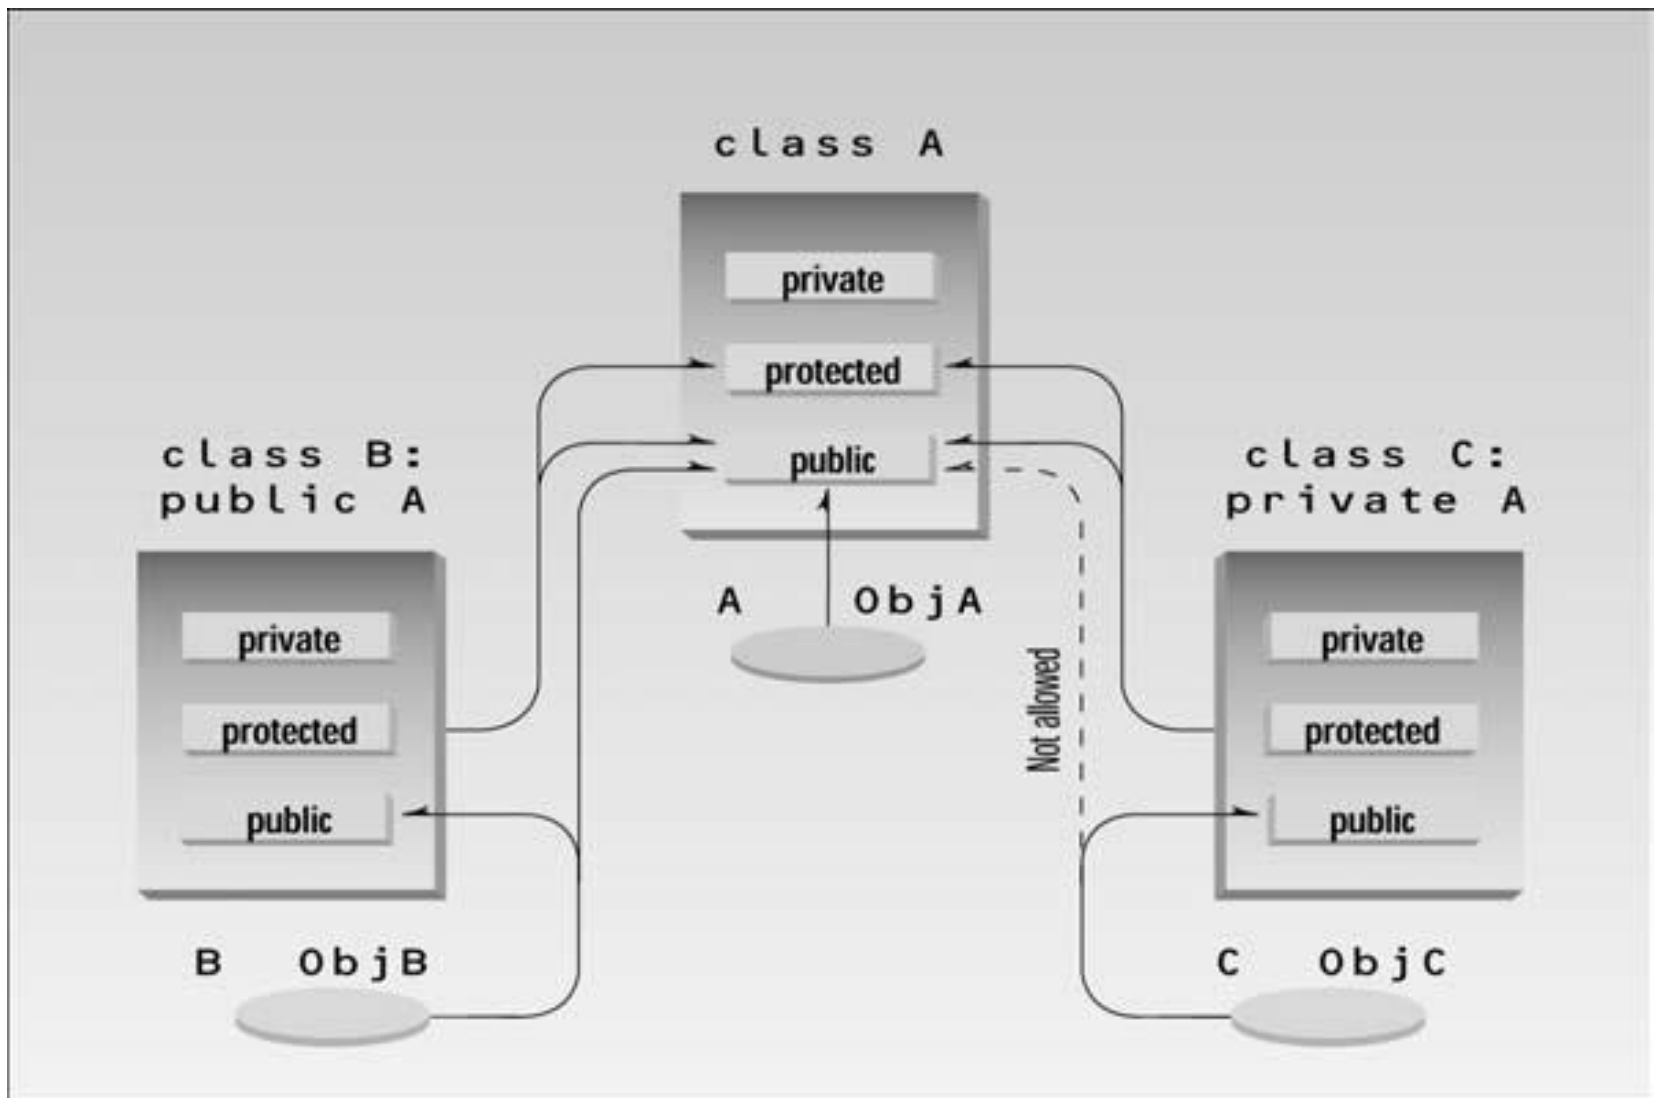 class A
private
protected
public
class B:
public A
class C:
private A
A ObjA
private
protected
public
Not allowed
private
protected
public
B ObjB
C ObjC